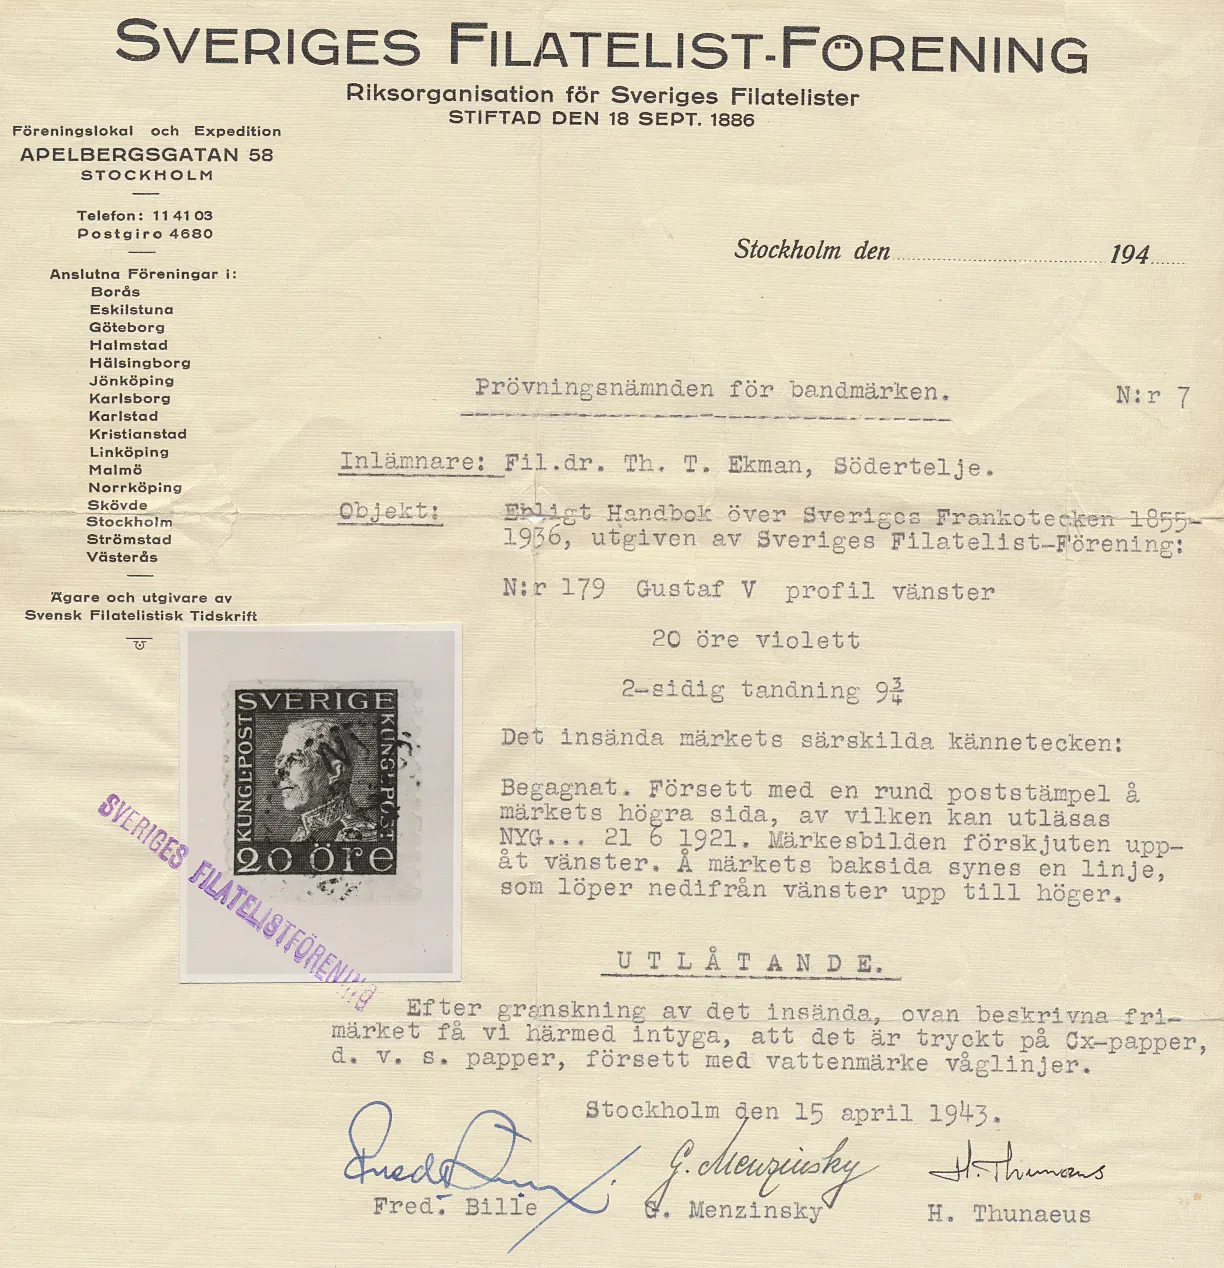 SVERIGES FILATELIST-FÖRENING
Riksorganisation för Sveriges Filatelister
STIFTAD DEN 18 SEPT. 1886
Föreningslokal och Expedition
APELBERGSGATAN 58
STOCKHOLM
Telefon: 11 41 03
Postgiro 4680
Anslutna Föreningar i:
Borås
Eskilstuna
Göteborg
Halmstad
Hälsingborg
Jönköping
Karlsborg
Karlstad
Kristianstad
Linköping
Malmö
Norrköping
Skövde
Stockholm
Strömstad
Västerås
Ägare och utgivare av
Svensk Filatelistisk Tidskrift
Stockholm den 194
Prövningsnämnden för bandmärken. N:r 7
Inlämnare: Fil.dr. Th. T. Ekman, Södertelje.
Objekt: Enligt Handbok över Sveriges Frankotecken 1855-
1936, utgiven av Sveriges Filatelist-Förening:
N:r 179 Gustaf V profil vänster
20 öre violett
2-sidig tandning 9¾
Det insända märkets särskilda kännetecken:
Begagnat. Försett med en rund poststämpel å
märkets högra sida, av vilken kan utläsas
NYG... 21 6 1921. Märkesbilden förskjuten upp-
åt vänster. Å märkets baksida synes en linje,
som löper nedifrån vänster upp till höger.
SVERIGE
KUNGL. POST
KUNGL. POST
20 öre
SVERIGES FILATELISTFÖRENING
UTLÅTANDE.
Efter granskning av det insända, ovan beskrivna fri-
märket få vi härmed intyga, att det är tryckt på Cx-papper,
d. v. s. papper, försett med vattenmärke våglinjer.
Stockholm den 15 april 1943.
G. Menzinsky
H. Thunaeus
Fred. Bille
G. Menzinsky
H. Thunaeus